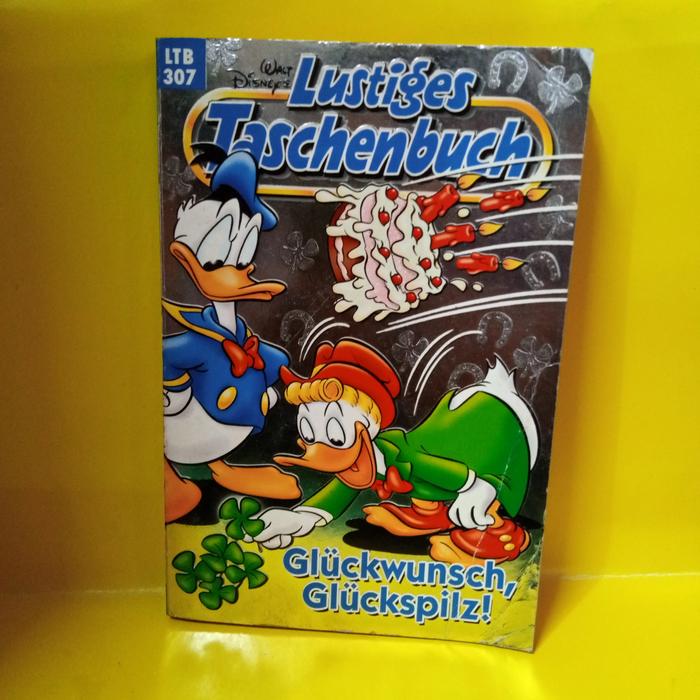 LTB
307
Walt
Disney's
Lustiges
Taschenbuch
Glückwunsch,
Glückspilz!